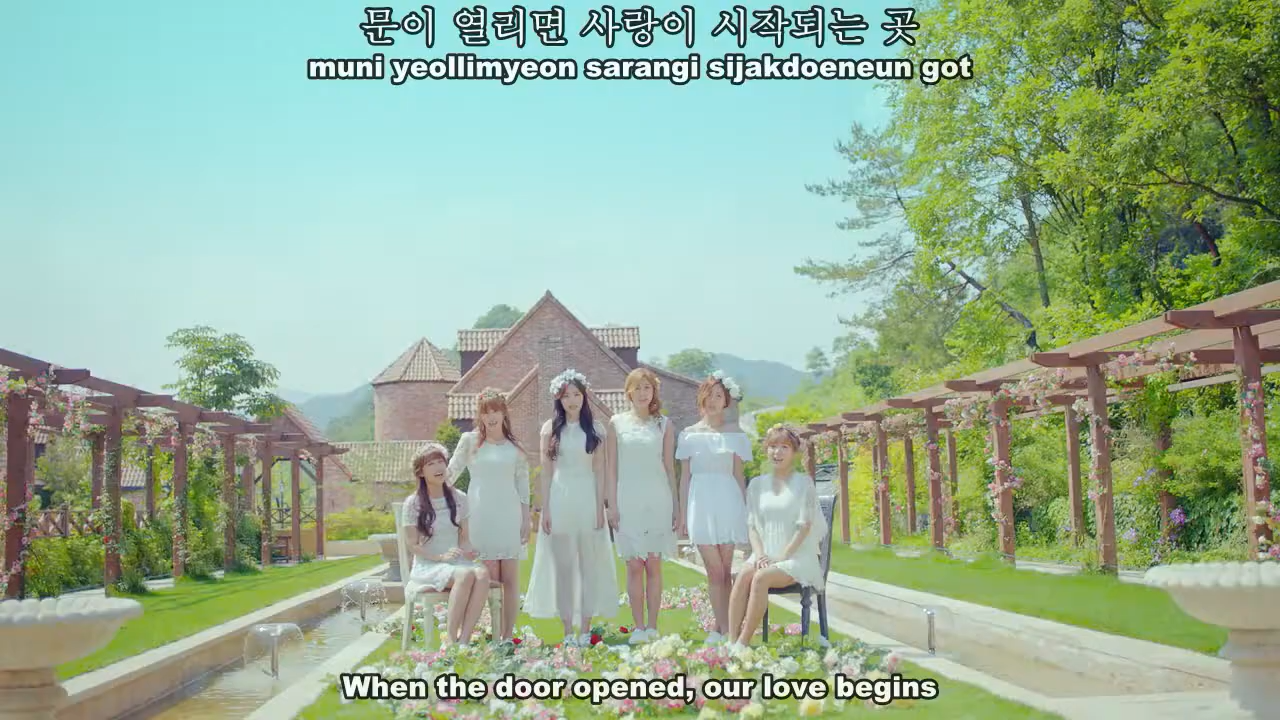 문이 열리면 사랑이 시작되는 곳
muni yeollimyeon sarangi sijakdoeneun got
When the door opened, our love begins